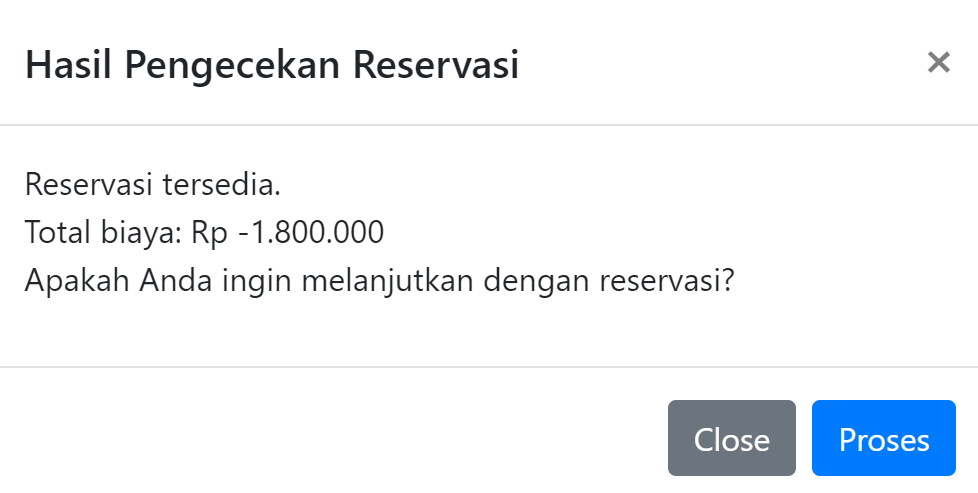 Hasil Pengecekan Reservasi ×
Reservasi tersedia.
Total biaya: Rp -1.800.000
Apakah Anda ingin melanjutkan dengan reservasi?
Close Proses